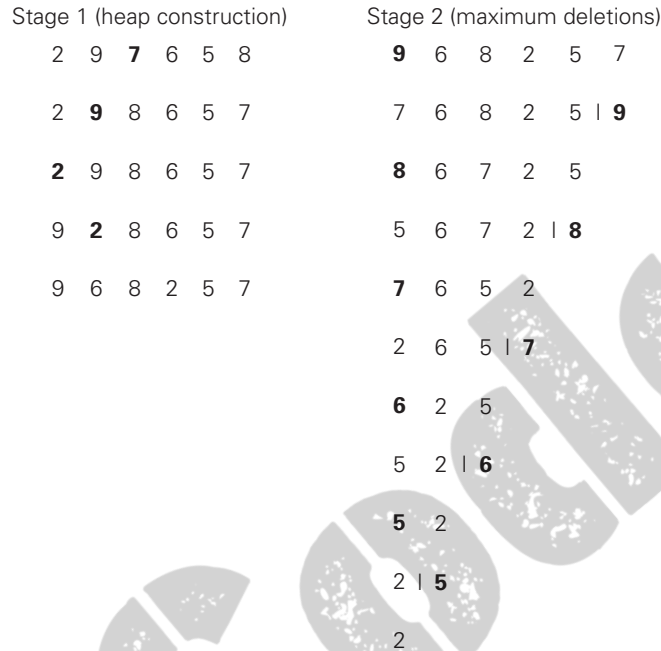 Stage 1 (heap construction)
2 9 7 6 5 8
2 9 8 6 5 7
2 9 8 6 5 7
9 2 8 6 5 7
9 6 8 2 5 7
Stage 2 (maximum deletions)
9 6 8 2 5 7
7 6 8 2 5 | 9
8 6 7 2 5
5 6 7 2 | 8
7 6 5 2
2 6 5 | 7
6 2 5
5 2 | 6
5 2
2 | 5
2